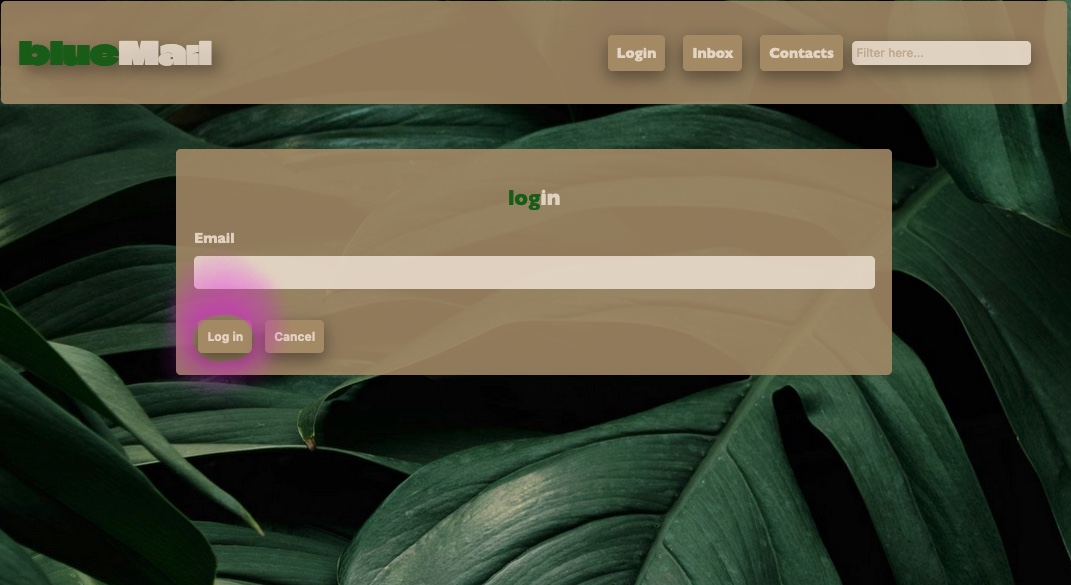 blueMail
Login
Inbox
Contacts
Filter here...
login
Email
Log in
Cancel